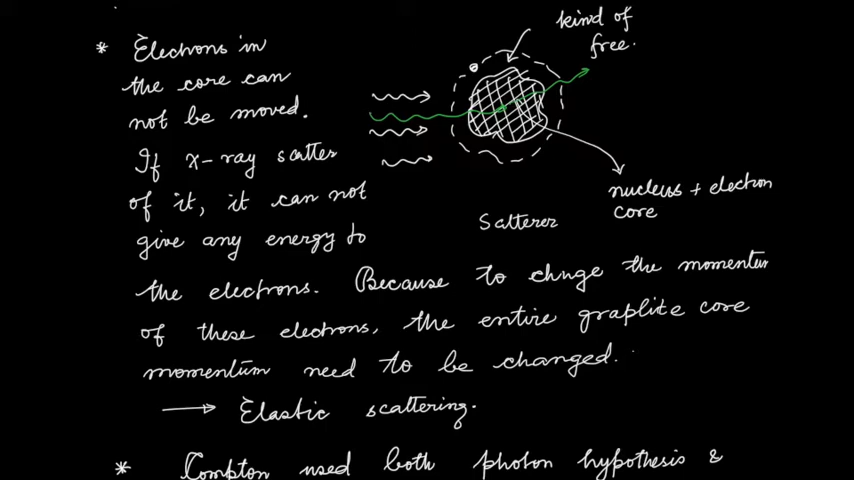 * Electrons in
the core can
not be moved.
If x-ray scatter
of it, it can not
give any energy to
the electrons. Because to chnge the momentum
of these electrons, the entire graplite core
momentum need to be changed.
→ Elastic scattering.
kind of
free.
nucleus + electron
core
Satterer
* Compton used both photon hypothesis &